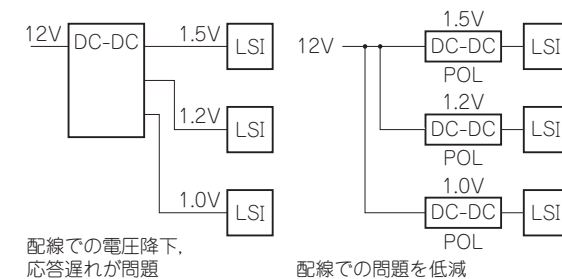 12V
DC-DC
1.5V
LSI
1.2V
LSI
1.0V
LSI
配線での電圧降下,
応答遅れが問題
12V
1.5V
DC-DC
LSI
POL
1.2V
DC-DC
LSI
POL
1.0V
DC-DC
LSI
POL
配線での問題を低減